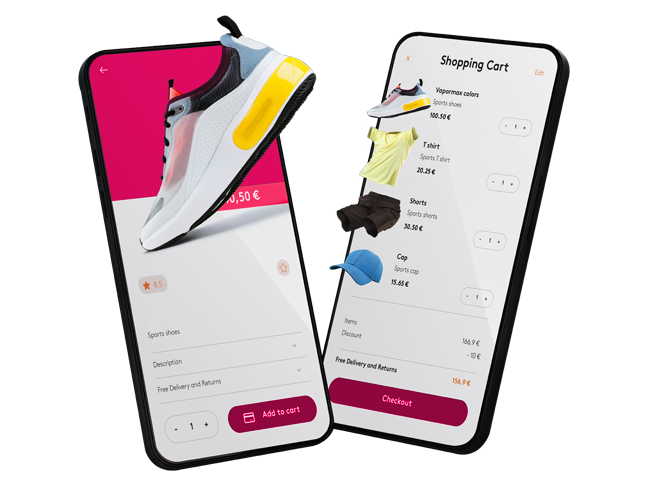 0,50 €
8,5
Sports shoes
Description
Free Delivery and Returns
- 1 +
Add to cart
x
Shopping Cart
Edit
Vapormax colors
Sports shoes
100.50 €
- 1 +
T shirt
Sports T shirt
20.25 €
- 1 +
Shorts
Sports shorts
30.50 €
- 1 +
Cap
Sports cap
15.65 €
- 1 +
Items
166,9 €
Discount
- 10 €
Free Delivery and Returns
156,9 €
Checkout